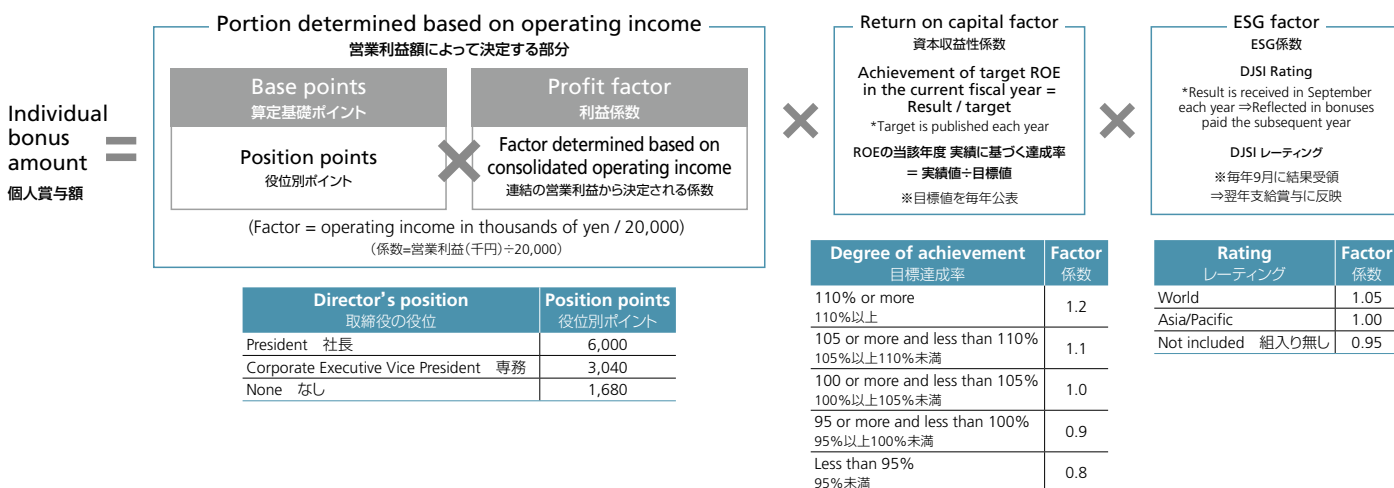 Individual
bonus
amount
個人賞与額
=
Portion determined based on operating income
営業利益額によって決定する部分
Base points
算定基礎ポイント
Position points
役位別ポイント
×
Profit factor
利益係数
Factor determined based on
consolidated operating income
連結の営業利益から決定される係数
(Factor = operating income in thousands of yen / 20,000)
（係数=営業利益(千円)÷20,000）
×
Return on capital factor
資本収益性係数
Achievement of target ROE
in the current fiscal year =
Result / target
*Target is published each year
ROEの当該年度 実績に基づく達成率
= 実績値÷目標値
※目標値を毎年公表
×
ESG factor
ESG係数
DJSI Rating
*Result is received in September
each year ⇒Reflected in bonuses
paid the subsequent year
DJSI レーティング
※毎年9月に結果受領
⇒翌年支給賞与に反映
Director's position Position points
取締役の役位 役位別ポイント
President 社長 6,000
Corporate Executive Vice President 専務 3,040
None なし 1,680
Degree of achievement Factor
目標達成率 係数
110% or more 1.2
110%以上
105 or more and less than 110% 1.1
105%以上110%未満
100 or more and less than 105% 1.0
100%以上105%未満
95 or more and less than 100% 0.9
95%以上100%未満
Less than 95% 0.8
95%未満
Rating Factor
レーティング 係数
World 1.05
Asia/Pacific 1.00
Not included 組入り無し 0.95